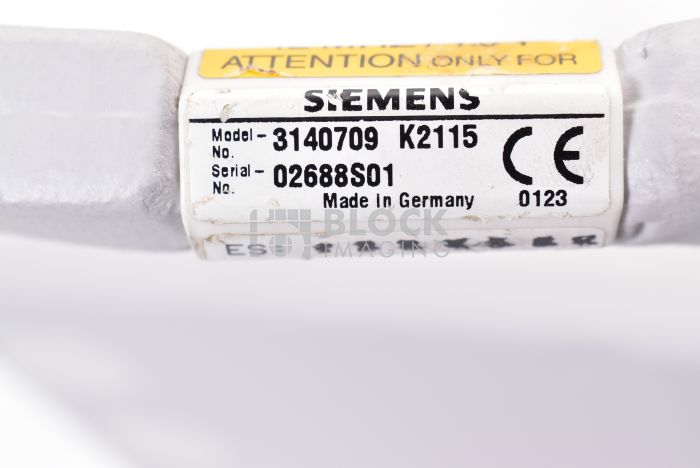 ATTENTION ONLY FOR
SIEMENS
Model-No. 3140709 K2115
Serial-No. 02688S01
Made in Germany
0123
BLOCK
IMAGING